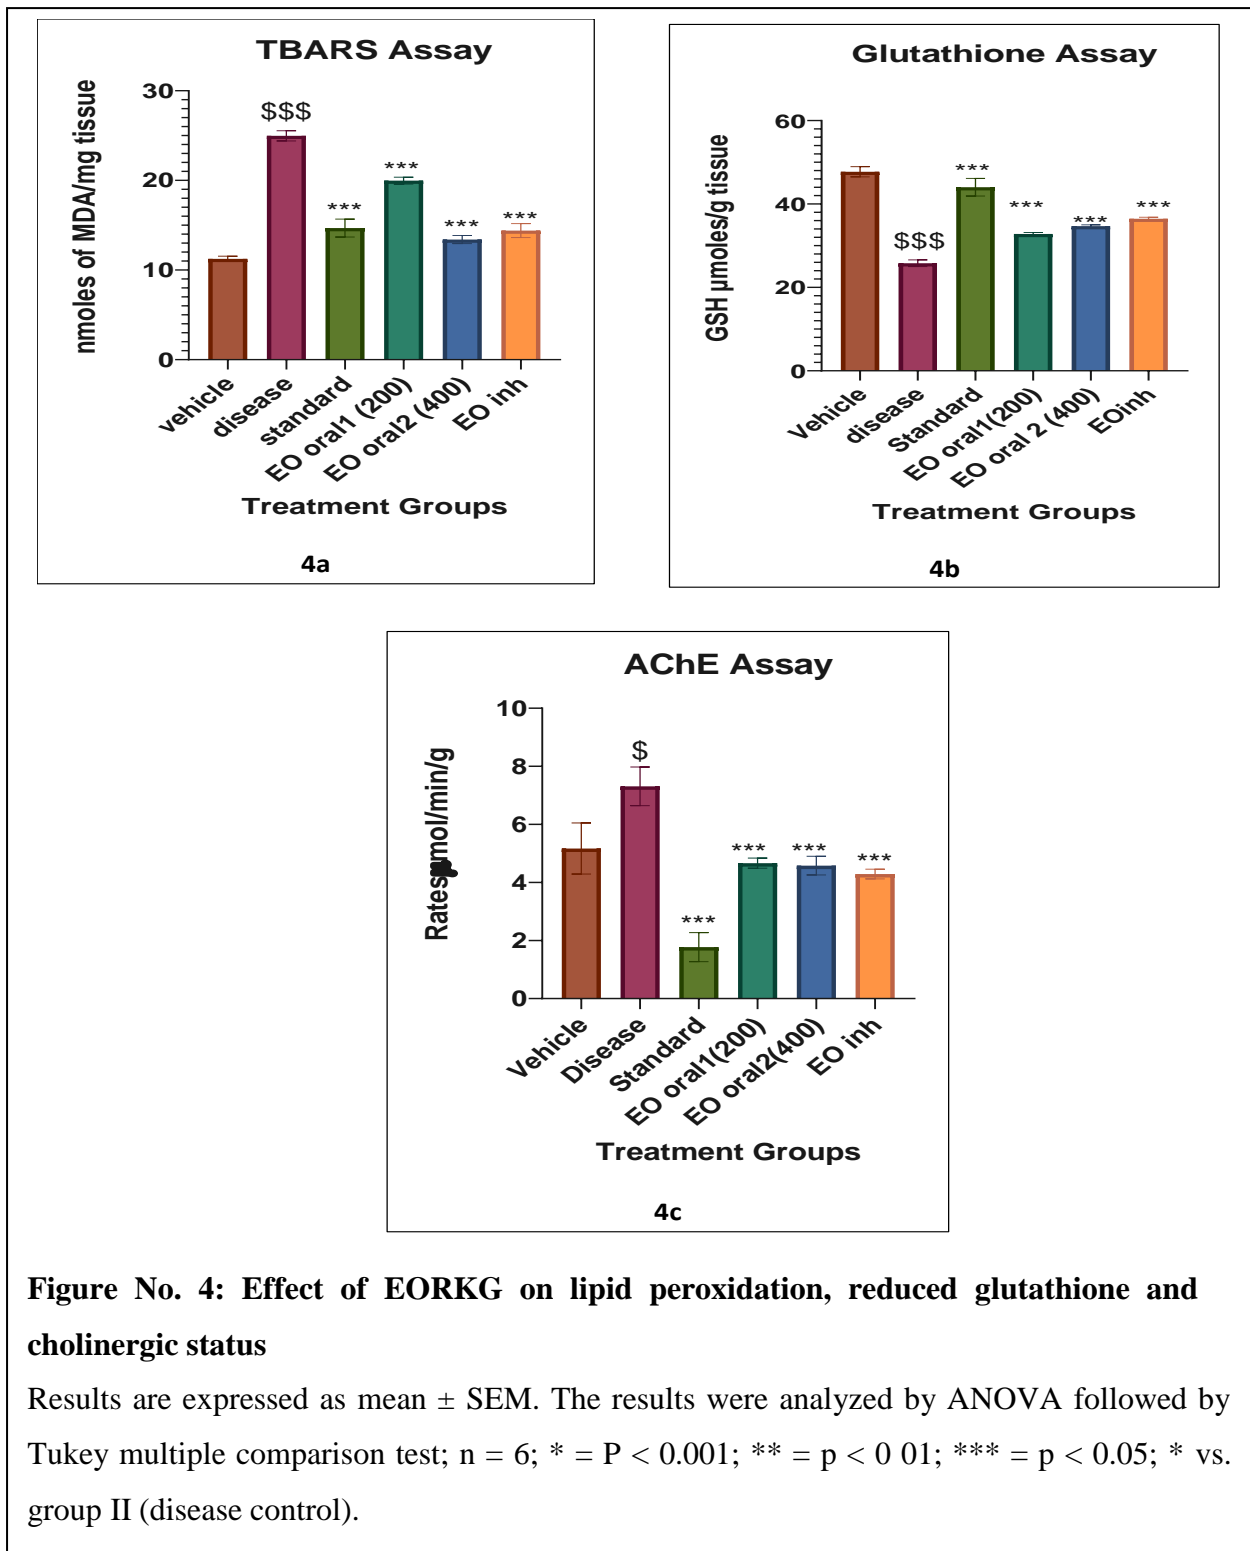 TBARS Assay
nmoles of MDA/mg tissue
30
20
10
0
$$$
***
***
***
***
vehicle
disease
standard
EO oral1 (200)
EO oral2 (400)
EO inh
Treatment Groups
4a
Glutathione Assay
GSH µmoles/g tissue
60
40
20
0
$$$
***
***
***
***
Vehicle
disease
Standard
EO oral1(200)
EO oral 2 (400)
EOinh
Treatment Groups
4b
AChE Assay
Rates mol/min/g
10
8
6
4
2
0
$
***
***
***
***
Vehicle
Disease
Standard
EO oral1(200)
EO oral2(400)
EO inh
Treatment Groups
4c
Figure No. 4: Effect of EORKG on lipid peroxidation, reduced glutathione and
cholinergic status
Results are expressed as mean ± SEM. The results were analyzed by ANOVA followed by
Tukey multiple comparison test; n = 6; * = P < 0.001; ** = p < 0 01; *** = p < 0.05; * vs.
group II (disease control).